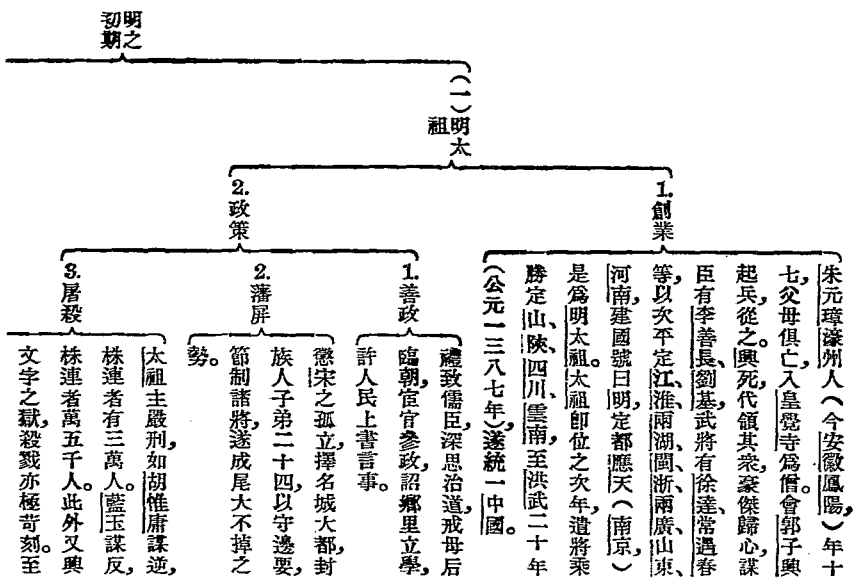 明之
初期
(一)明太
祖
1.創業
朱元璋濠州人(今安徽鳳陽,)年十
七,父母俱亡,入皇覺寺爲僧。會郭子興
起兵,從之。興死,代領其衆,豪傑歸心,謀
臣有李善長、劉基,武將有徐達、常遇春
等,以次平定江、淮、兩湖、閩、浙、兩廣、山東、
河南,建國號曰明,定都應天(南京,)
是爲明太祖。太祖卽位之次年,遣將乘
勝定山、陝、四川、雲南,至洪武二十年
(公元一三八七年,)遂統一中國。
2.政策
1.善政
禮致儒臣,深思治道,戒母后
臨朝,宦官參政,詔鄉里立學,
許人民上書言事。
2.藩屏
懲宋之孤立,擇名城大都,封
族人子弟二十四,以守邊要,
節制諸將,遂成尾大不掉之
勢。
3.屠殺
太祖主嚴刑,如胡惟庸謀逆,
株連者有三萬人。藍玉謀反,
株連者萬五千人。此外又興
文字之獄,殺戮亦極苛刻。至